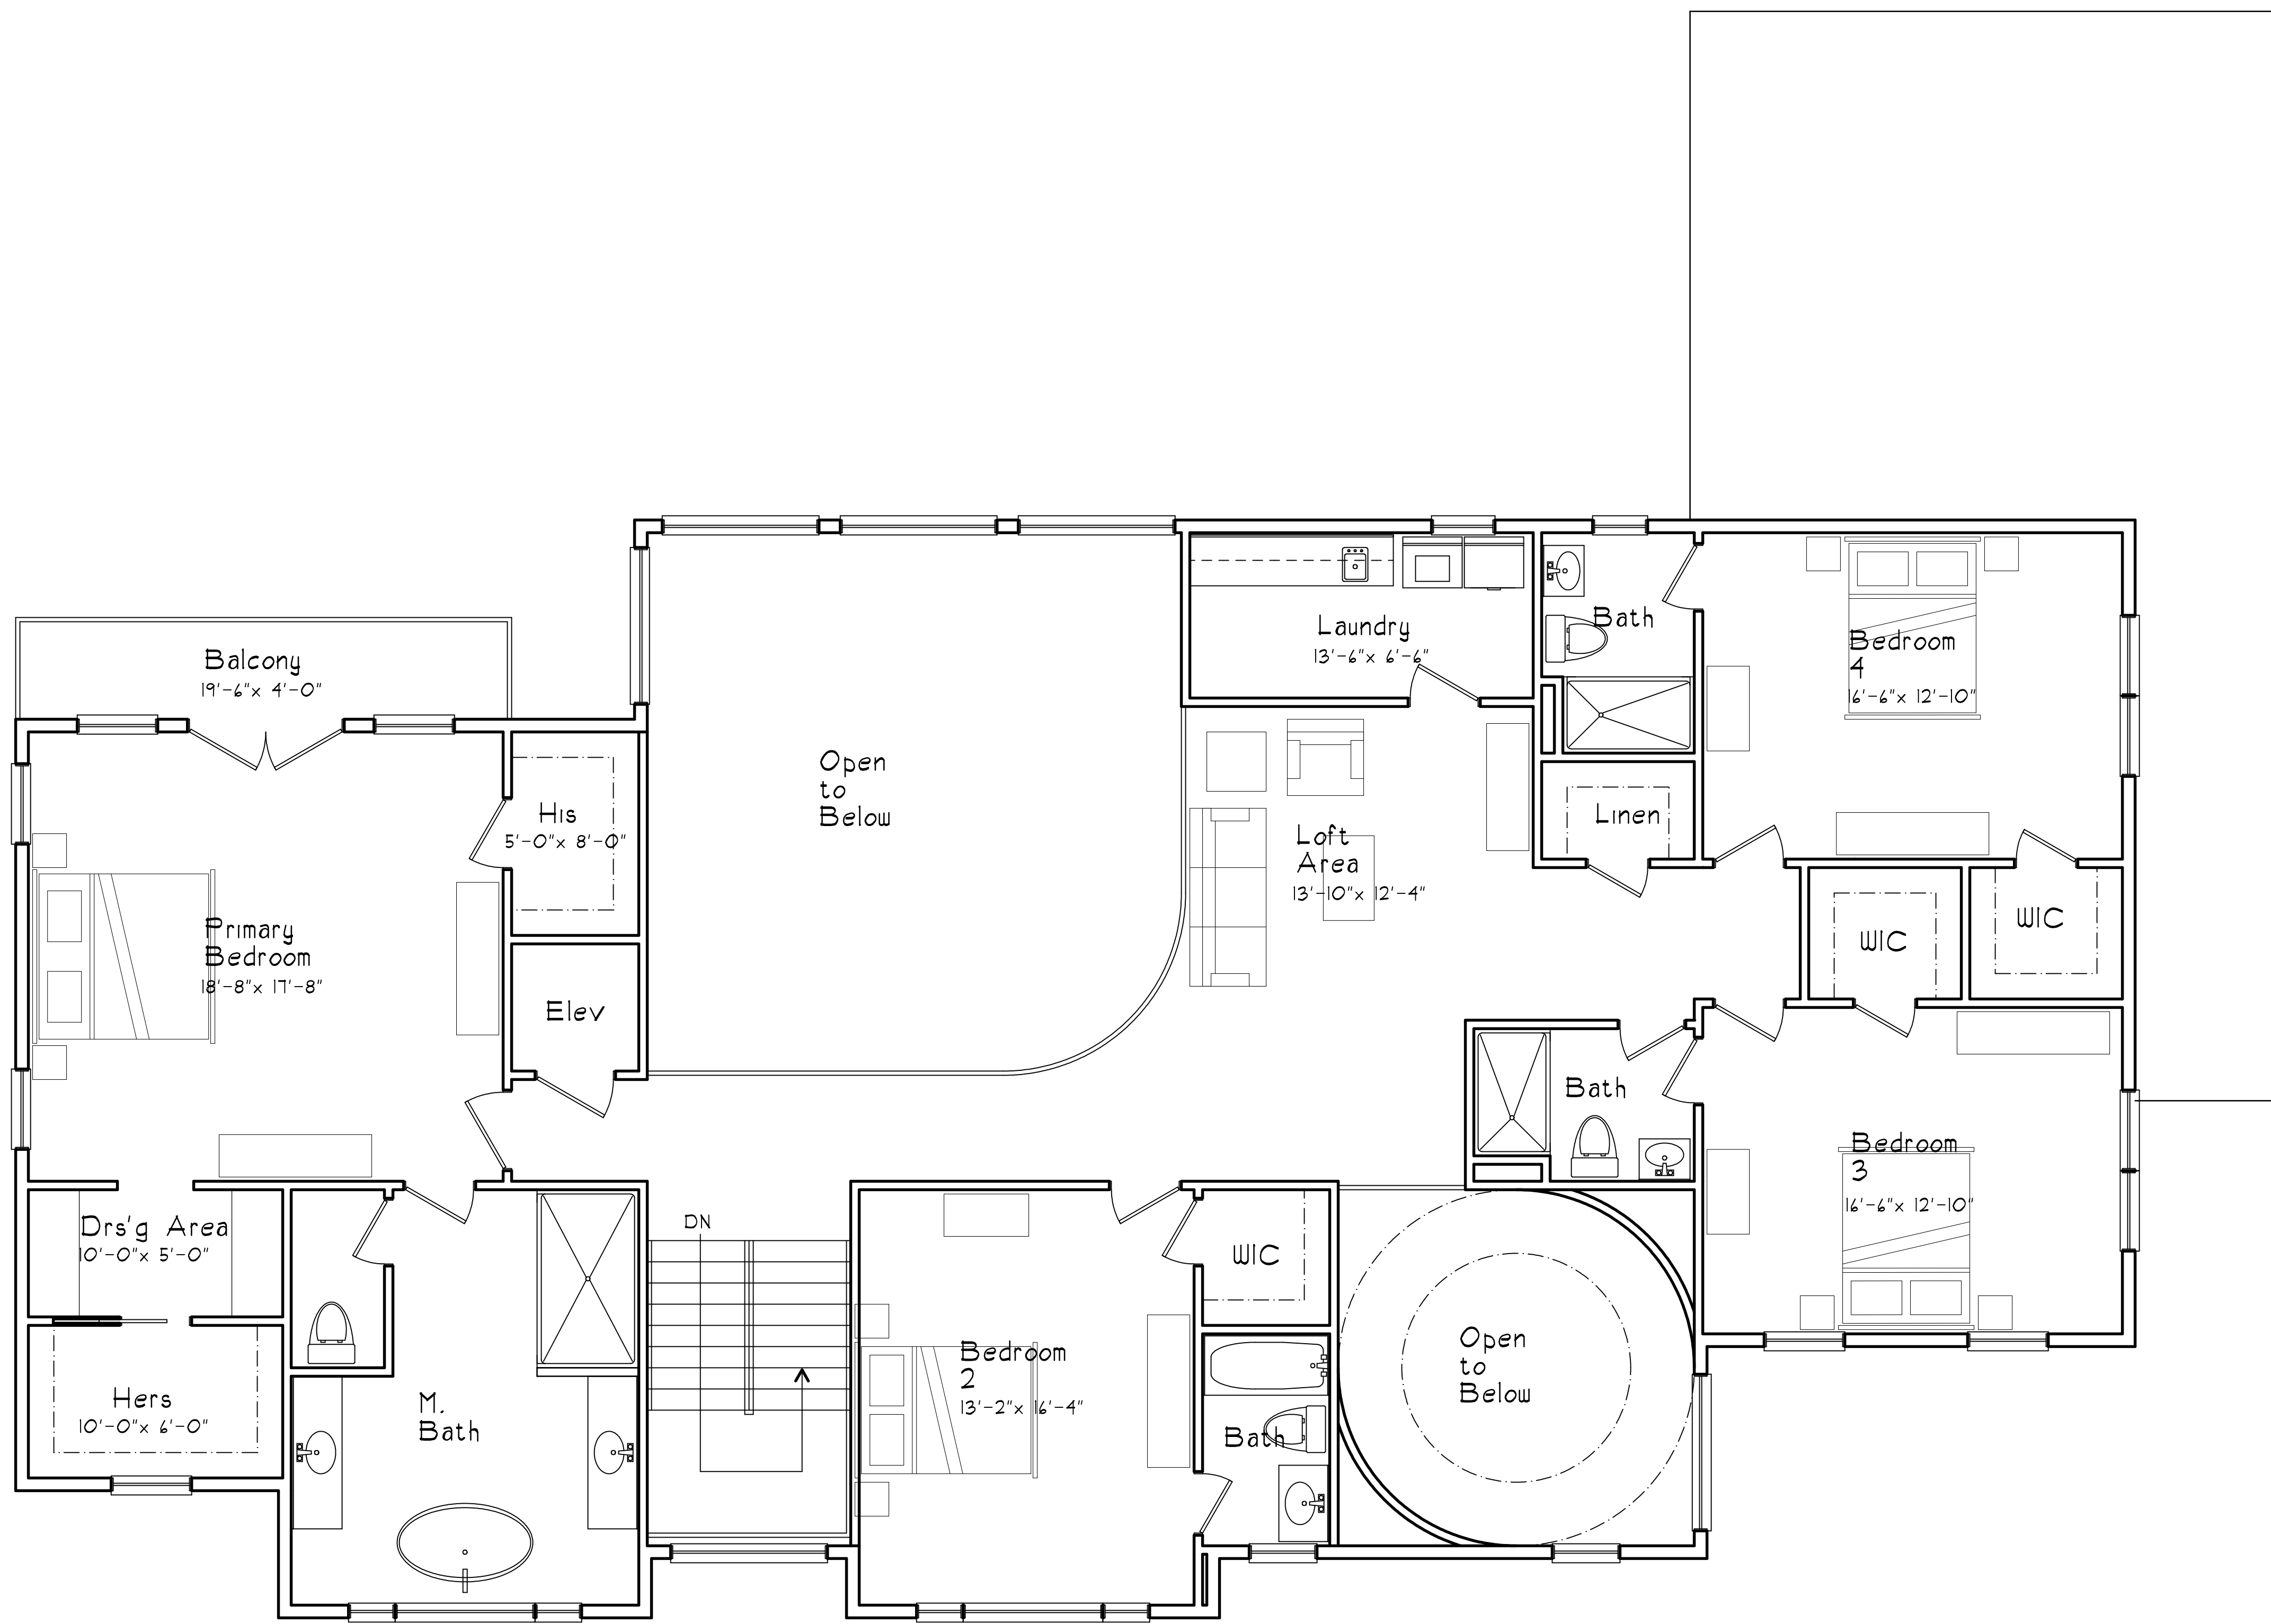 Balcony
19'-6"x 4'-0"
Laundry
13'-6"x 6'-6"
Bath
Bedroom
4
16'-6"x 12'-10"
Open
to
Below
His
5'-0"x 8'-0"
Loft
Area
13'-10"x 12'-4"
Linen
Primary
Bedroom
18'-8"x 17'-8"
Elev
WIC
WIC
Bath
Bedroom
3
16'-6"x 12'-10"
Drs'g Area
10'-0"x 5'-0"
DN
WIC
Hers
10'-0"x 6'-0"
M.
Bath
Bedroom
2
13'-2"x 16'-4"
Bath
Open
to
Below